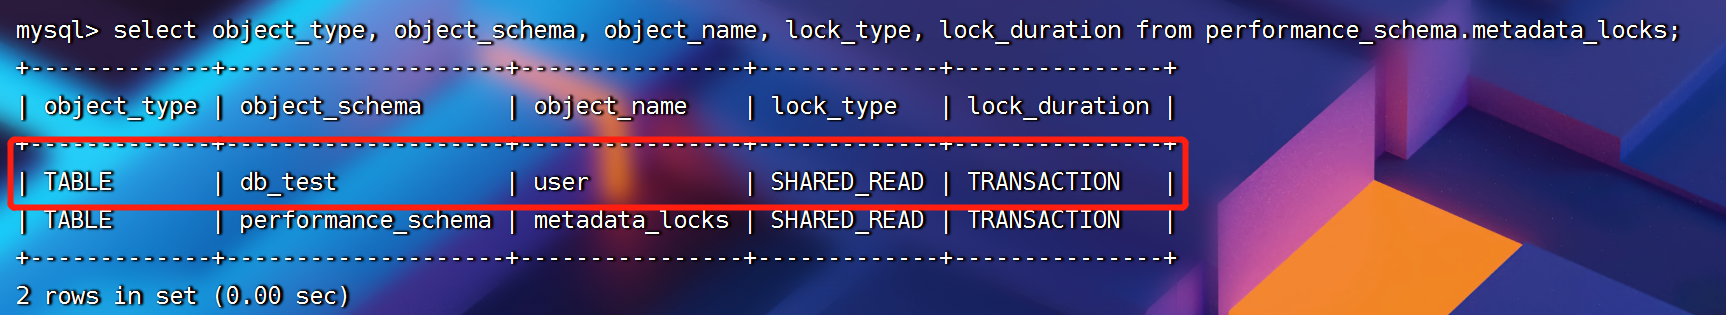 mysql> select object_type, object_schema, object_name, lock_type, lock_duration from performance_schema.metadata_locks;
+-------------+--------------------+----------------+-------------+---------------+
| object_type | object_schema      | object_name    | lock_type   | lock_duration |
+-------------+--------------------+----------------+-------------+---------------+
| TABLE       | db_test            | user           | SHARED_READ | TRANSACTION   |
| TABLE       | performance_schema | metadata_locks | SHARED_READ | TRANSACTION   |
+-------------+--------------------+----------------+-------------+---------------+
2 rows in set (0.00 sec)